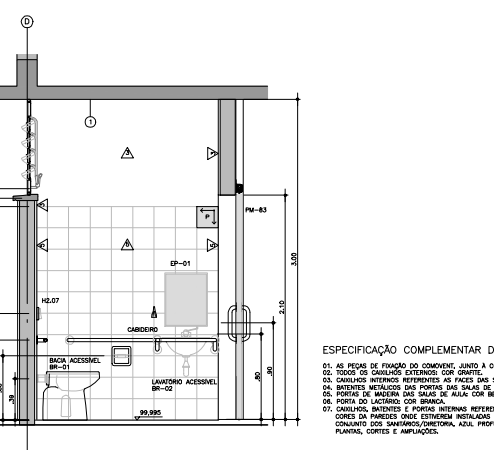 D
1
3
P
PM-83
3.00
2.10
EP-01
H2.07
CABIDEIRO
BACIA ACESSÍVEL
BR-01
LAVATÓRIO ACESSÍVEL
BR-02
.80
.90
.39
99,995
ESPECIFICAÇÃO COMPLEMENTAR D
01. AS PEÇAS DE FIXAÇÃO DO COMOVENT, JUNTO À C
02. TODOS OS CAIXILHOS EXTERNOS: COR GRAFITE.
03. CAIXILHOS INTERNOS REFERENTES AS FACES DAS S
04. BATENTES METÁLICOS DAS PORTAS DAS SALAS DE
05. PORTAS DE MADEIRA DAS SALAS DE AULA: COR BE
06. PORTA DO LACTÁRIO: COR BRANCA.
07. CAIXILHOS, BATENTES E PORTAS INTERNAS REFERE
CORES DA PAREDES ONDE ESTIVEREM INSTALADAS
CONJUNTO DOS SANITÁRIOS/DIRETORIA, AZUL PROF
PLANTAS, CORTES E AMPLIAÇÕES.